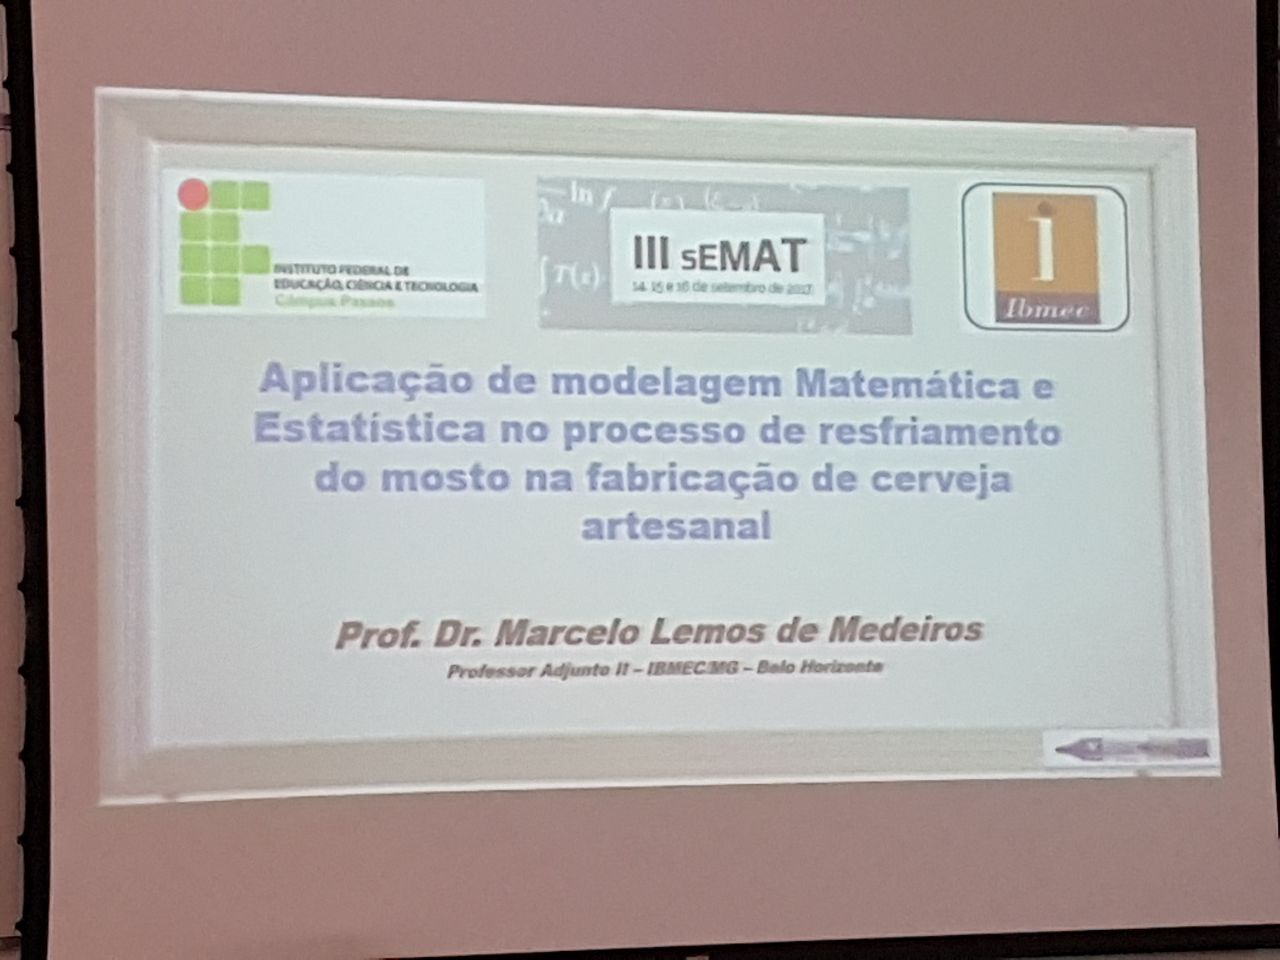 INSTITUTO FEDERAL DE
EDUCAÇÃO, CIÊNCIA E TECNOLOGIA
Câmpus Passos
III sEMAT
14, 15 e 16 de setembro de 2017
Ibmec
Aplicação de modelagem Matemática e
Estatística no processo de resfriamento
do mosto na fabricação de cerveja
artesanal
Prof. Dr. Marcelo Lemos de Medeiros
Professor Adjunto II – IBMEC/MG – Belo Horizonte